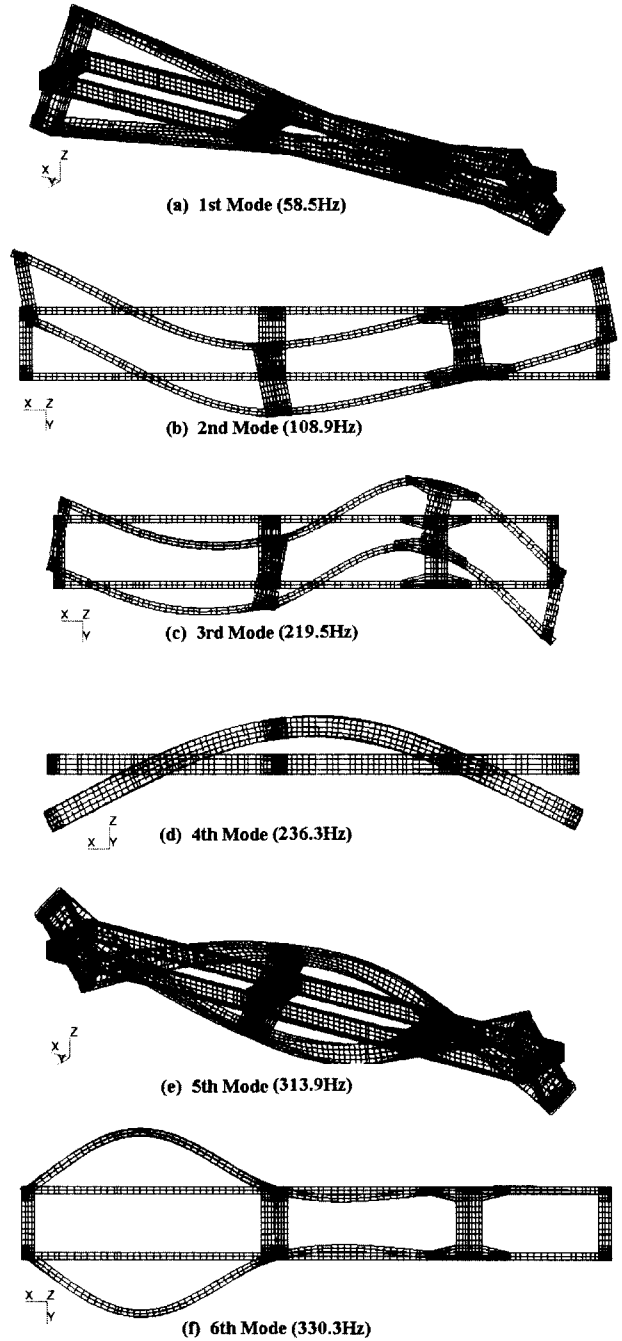 Z
X
Y
(a) 1st Mode (58.5Hz)
X Z
Y
(b) 2nd Mode (108.9Hz)
X Z
Y
(c) 3rd Mode (219.5Hz)
Z
X Y
(d) 4th Mode (236.3Hz)
Z
X
Y
(e) 5th Mode (313.9Hz)
X Z
Y
(f) 6th Mode (330.3Hz)